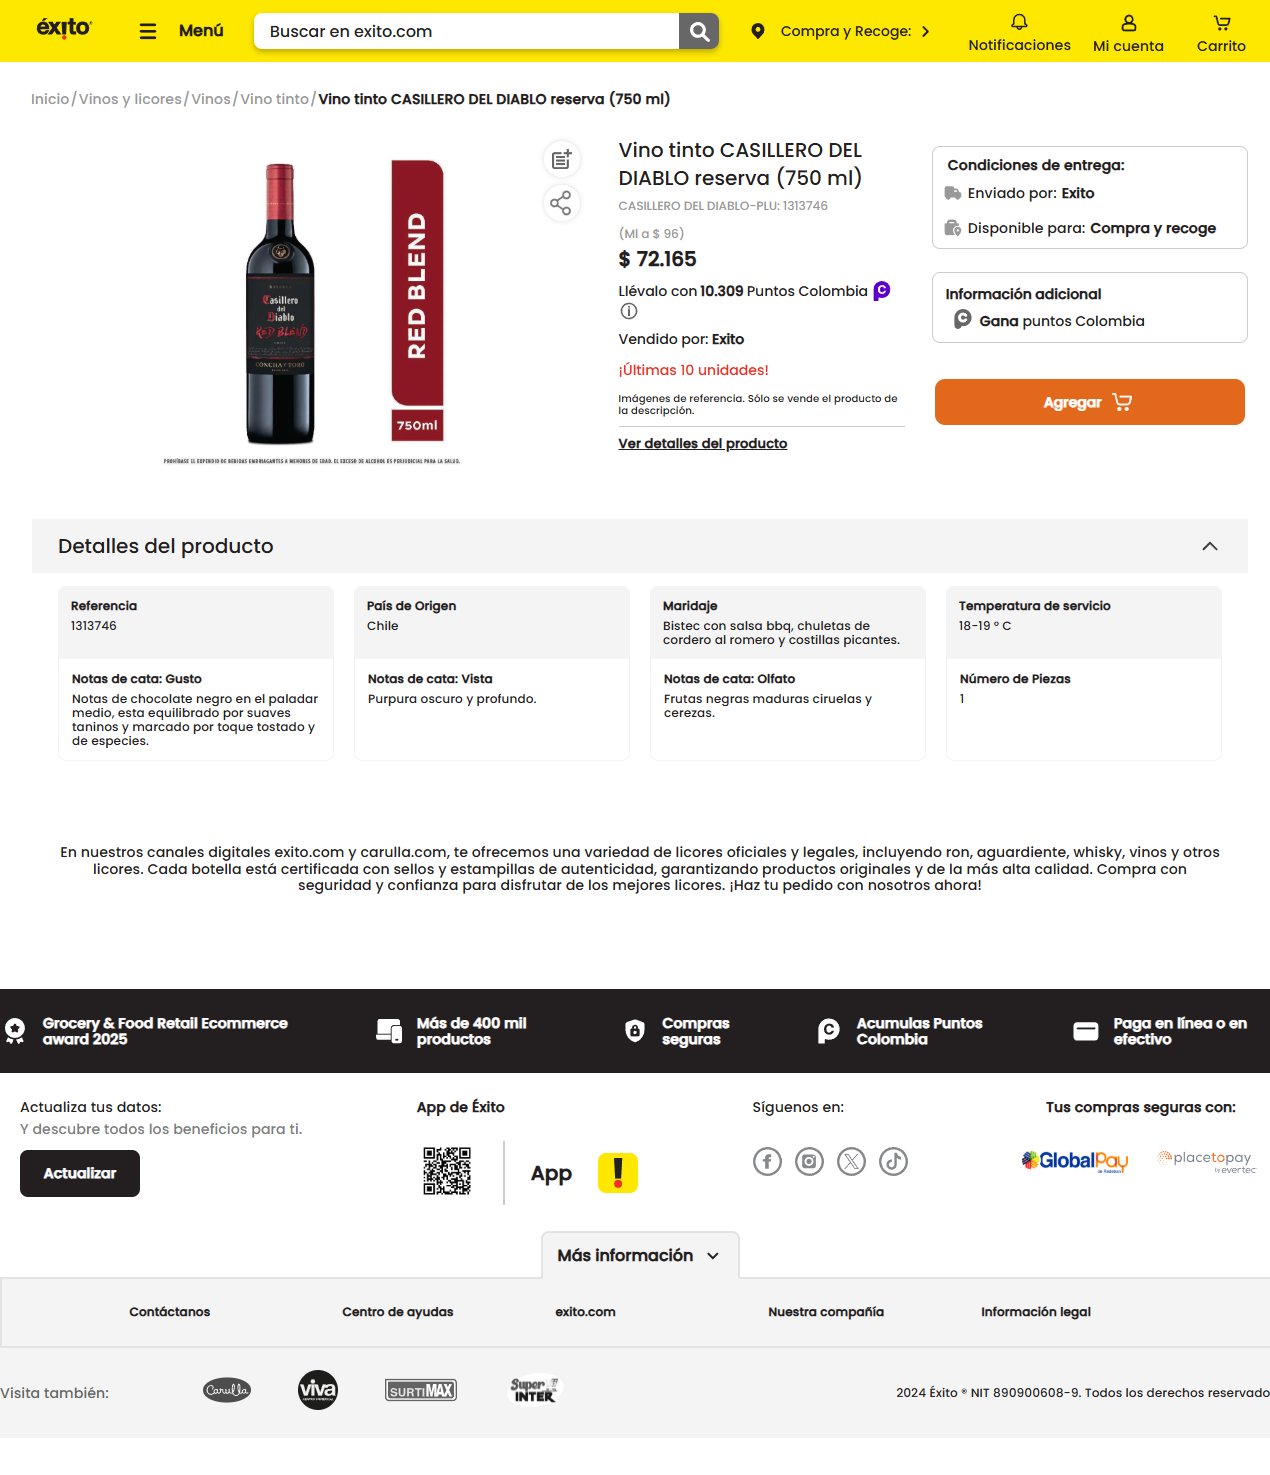 éxito
Menú
Buscar en exito.com
Compra y Recoge:
Notificaciones
Mi cuenta
Carrito
Inicio/Vinos y licores/Vinos/Vino tinto/Vino tinto CASILLERO DEL DIABLO reserva (750 ml)
Casillero
del
Diablo
RED BLEND
CONCHA Y TORO
RED BLEND
750ml
PROHÍBASE EL EXPENDIO DE BEBIDAS EMBRIAGANTES A MENORES DE EDAD. EL EXCESO DE ALCOHOL ES PERJUDICIAL PARA LA SALUD.
Vino tinto CASILLERO DEL
DIABLO reserva (750 ml)
CASILLERO DEL DIABLO-PLU: 1313746
(Ml a $ 96)
$ 72.165
Llévalo con 10.309 Puntos Colombia
Vendido por: Exito
¡Últimas 10 unidades!
Imágenes de referencia. Sólo se vende el producto de
la descripción.
Ver detalles del producto
Condiciones de entrega:
Enviado por: Exito
Disponible para: Compra y recoge
Información adicional
Gana puntos Colombia
Agregar
Detalles del producto
Referencia
1313746
País de Origen
Chile
Maridaje
Bistec con salsa bbq, chuletas de
cordero al romero y costillas picantes.
Temperatura de servicio
18-19 ° C
Notas de cata: Gusto
Notas de chocolate negro en el paladar
medio, esta equilibrado por suaves
taninos y marcado por toque tostado y
de especies.
Notas de cata: Vista
Purpura oscuro y profundo.
Notas de cata: Olfato
Frutas negras maduras ciruelas y
cerezas.
Número de Piezas
1
En nuestros canales digitales exito.com y carulla.com, te ofrecemos una variedad de licores oficiales y legales, incluyendo ron, aguardiente, whisky, vinos y otros
licores. Cada botella está certificada con sellos y estampillas de autenticidad, garantizando productos originales y de la más alta calidad. Compra con
seguridad y confianza para disfrutar de los mejores licores. ¡Haz tu pedido con nosotros ahora!
Grocery & Food Retail Ecommerce
award 2025
Más de 400 mil
productos
Compras
seguras
Acumulas Puntos
Colombia
Paga en línea o en
efectivo
Actualiza tus datos:
Y descubre todos los beneficios para ti.
Actualizar
App de Éxito
App
Síguenos en:
Tus compras seguras con:
GlobalPay
placetopay
by evertec
Más información
Contáctanos
Centro de ayudas
exito.com
Nuestra compañía
Información legal
Visita también:
Carulla
viva
SURTIMAX
Super
INTER
2024 Éxito ® NIT 890900608-9. Todos los derechos reservado